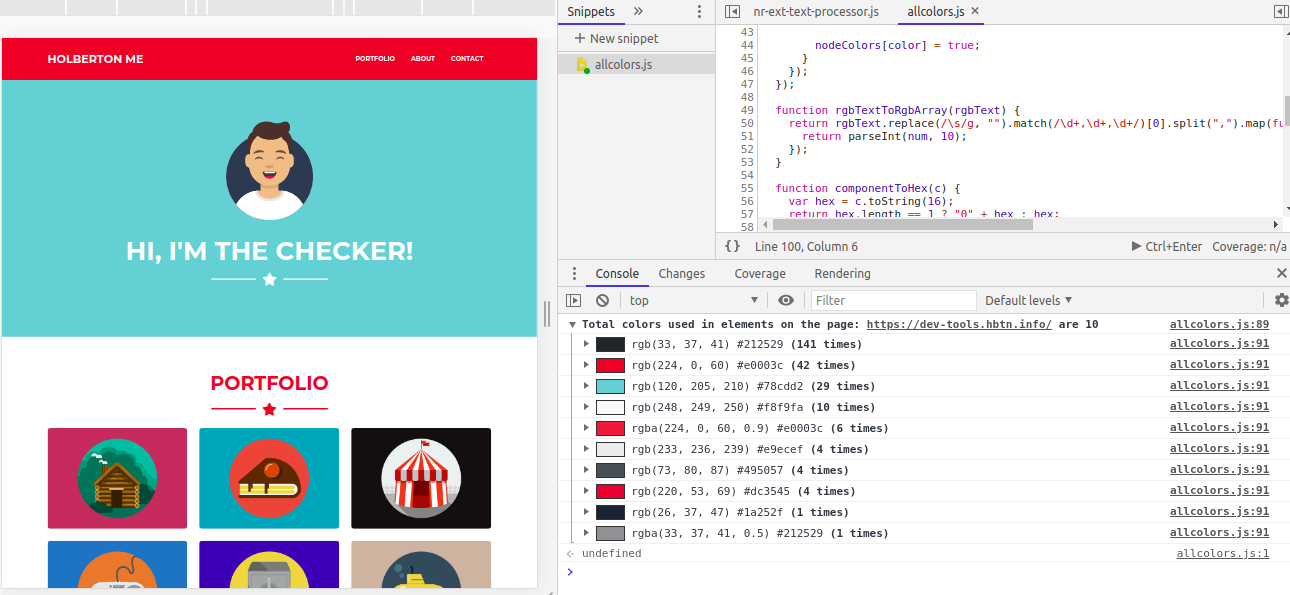 HOLBERTON ME
PORTFOLIO ABOUT CONTACT
HI, I'M THE CHECKER!
PORTFOLIO
Snippets
New snippet
allcolors.js
nr-ext-text-processor.js allcolors.js
43
44 nodeColors[color] = true;
45 }
46 });
47 });
48
49 function rgbTextToRgbArray(rgbText) {
50 return rgbText.replace(/\s/g, "").match(/\d+,\d+,\d+/)[0].split(",").map(fu
51 return parseInt(num, 10);
52 });
53 }
54
55 function componentToHex(c) {
56 var hex = c.toString(16);
57 return hex.length == 1 ? "0" + hex : hex;
58
{} Line 100, Column 6 Ctrl+Enter Coverage: n/a
Console Changes Coverage Rendering
top Filter Default levels
Total colors used in elements on the page: https://dev-tools.hbtn.info/ are 10 allcolors.js:89
rgb(33, 37, 41) #212529 (141 times) allcolors.js:91
rgb(224, 0, 60) #e0003c (42 times) allcolors.js:91
rgb(120, 205, 210) #78cdd2 (29 times) allcolors.js:91
rgb(248, 249, 250) #f8f9fa (10 times) allcolors.js:91
rgba(224, 0, 60, 0.9) #e0003c (6 times) allcolors.js:91
rgb(233, 236, 239) #e9ecef (4 times) allcolors.js:91
rgb(73, 80, 87) #495057 (4 times) allcolors.js:91
rgb(220, 53, 69) #dc3545 (4 times) allcolors.js:91
rgb(26, 37, 47) #1a252f (1 times) allcolors.js:91
rgba(33, 37, 41, 0.5) #212529 (1 times) allcolors.js:91
undefined allcolors.js:1